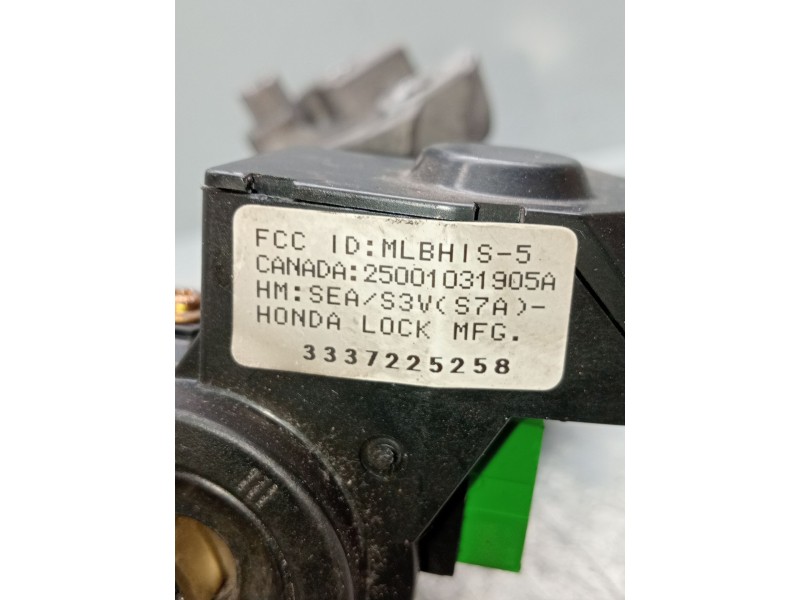 FCC ID:MLBHIS-5
CANADA:25001031905A
HM:SEA/S3V(S7A)-
HONDA LOCK MFG.
3337225258